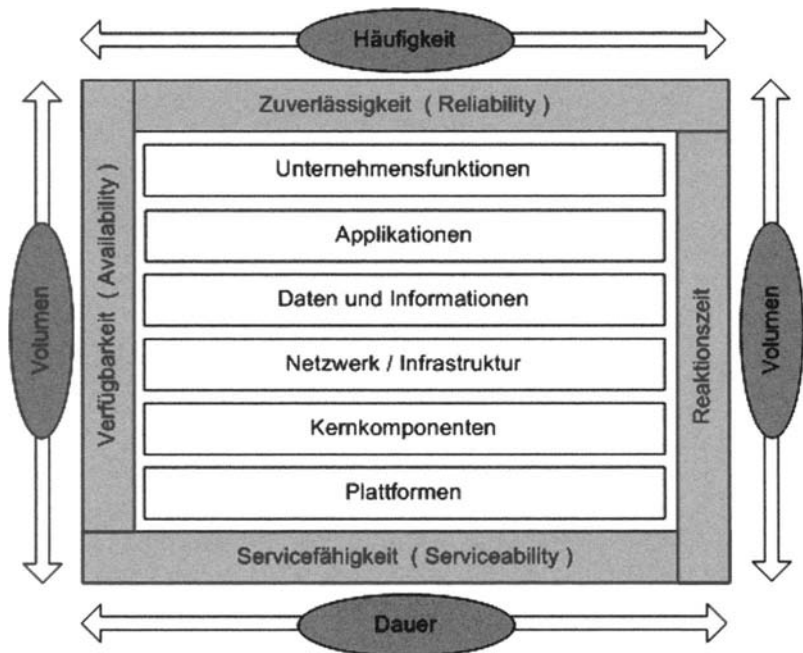 Häufigkeit
Zuverlässigkeit ( Reliability )
Volumen
Verfügbarkeit ( Availability )
Unternehmensfunktionen
Applikationen
Daten und Informationen
Netzwerk / Infrastruktur
Kernkomponenten
Plattformen
Reaktionszeit
Volumen
Servicefähigkeit ( Serviceability )
Dauer